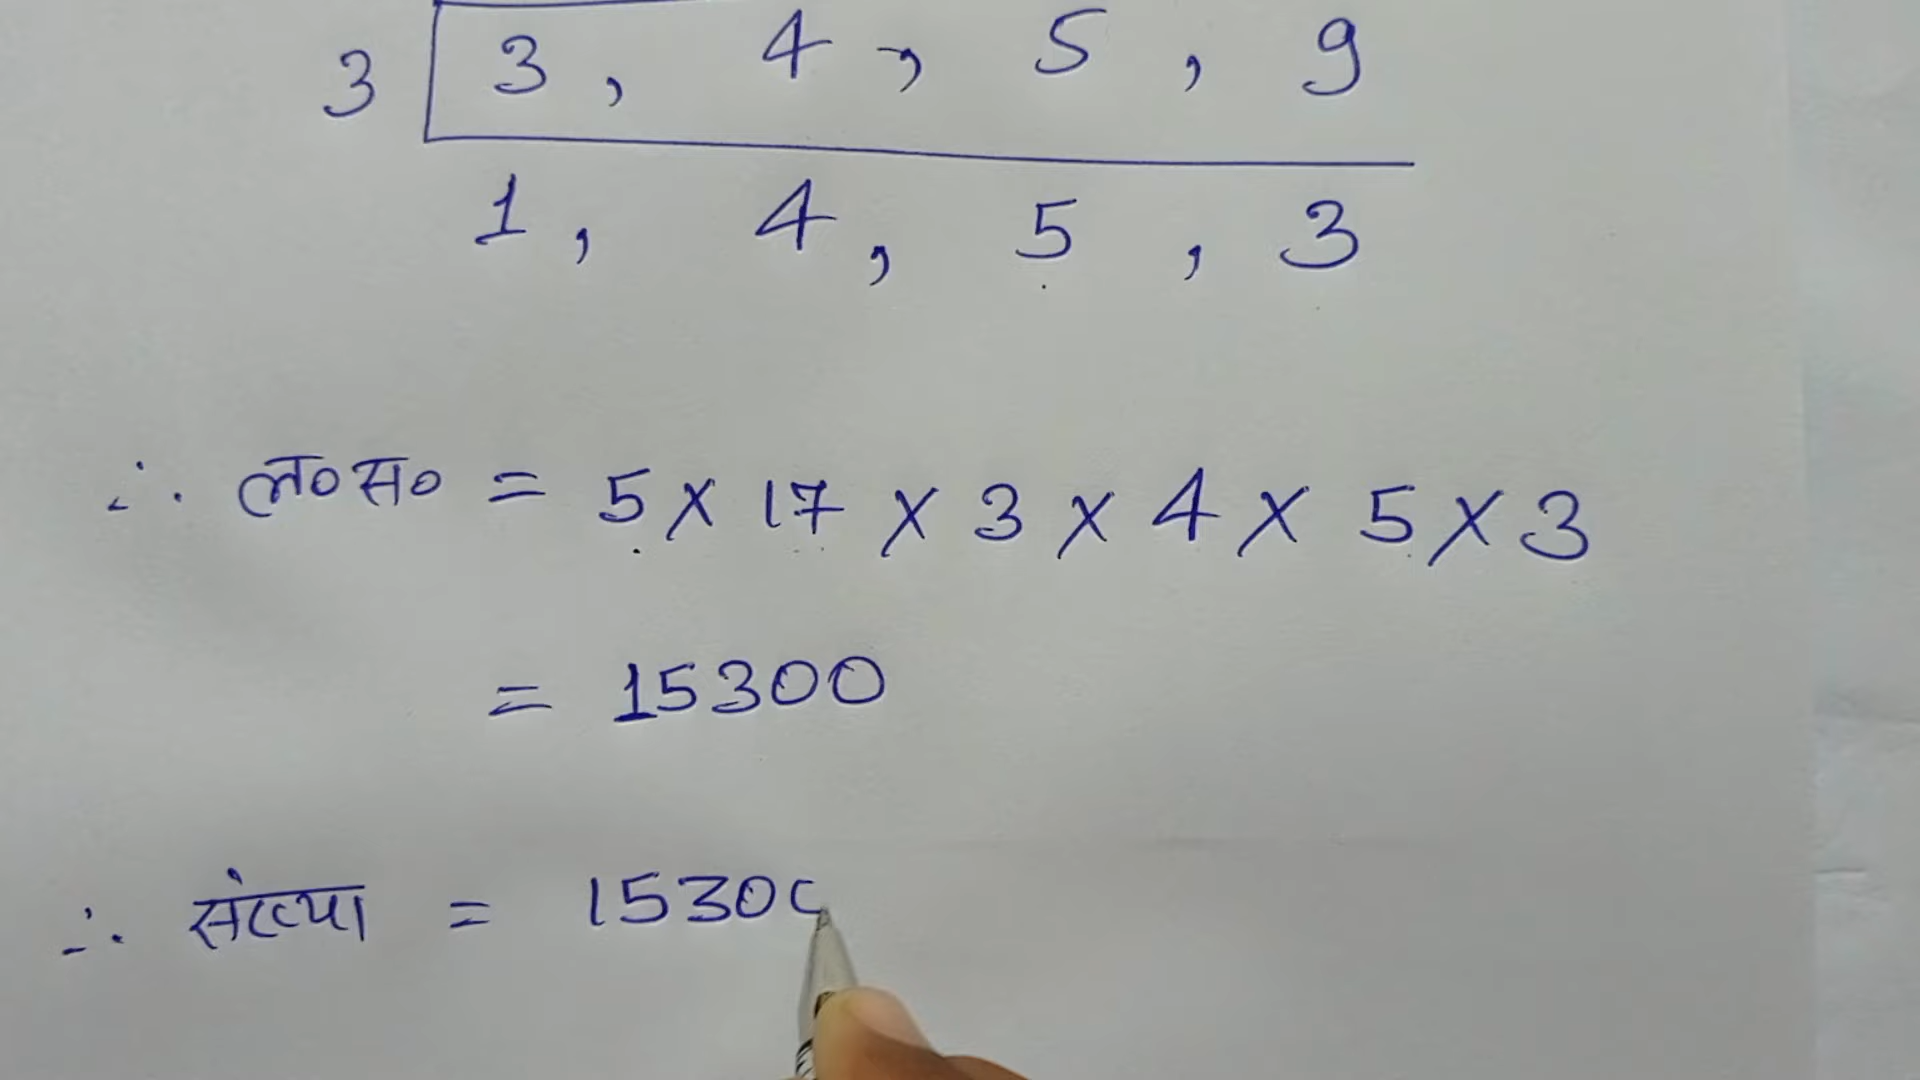 3 | 3 , 4 , 5 , 9
1 , 4 , 5 , 3
∴ ल०स० = 5 × 17 × 3 × 4 × 5 × 3
= 15300
∴ संख्या = 15300